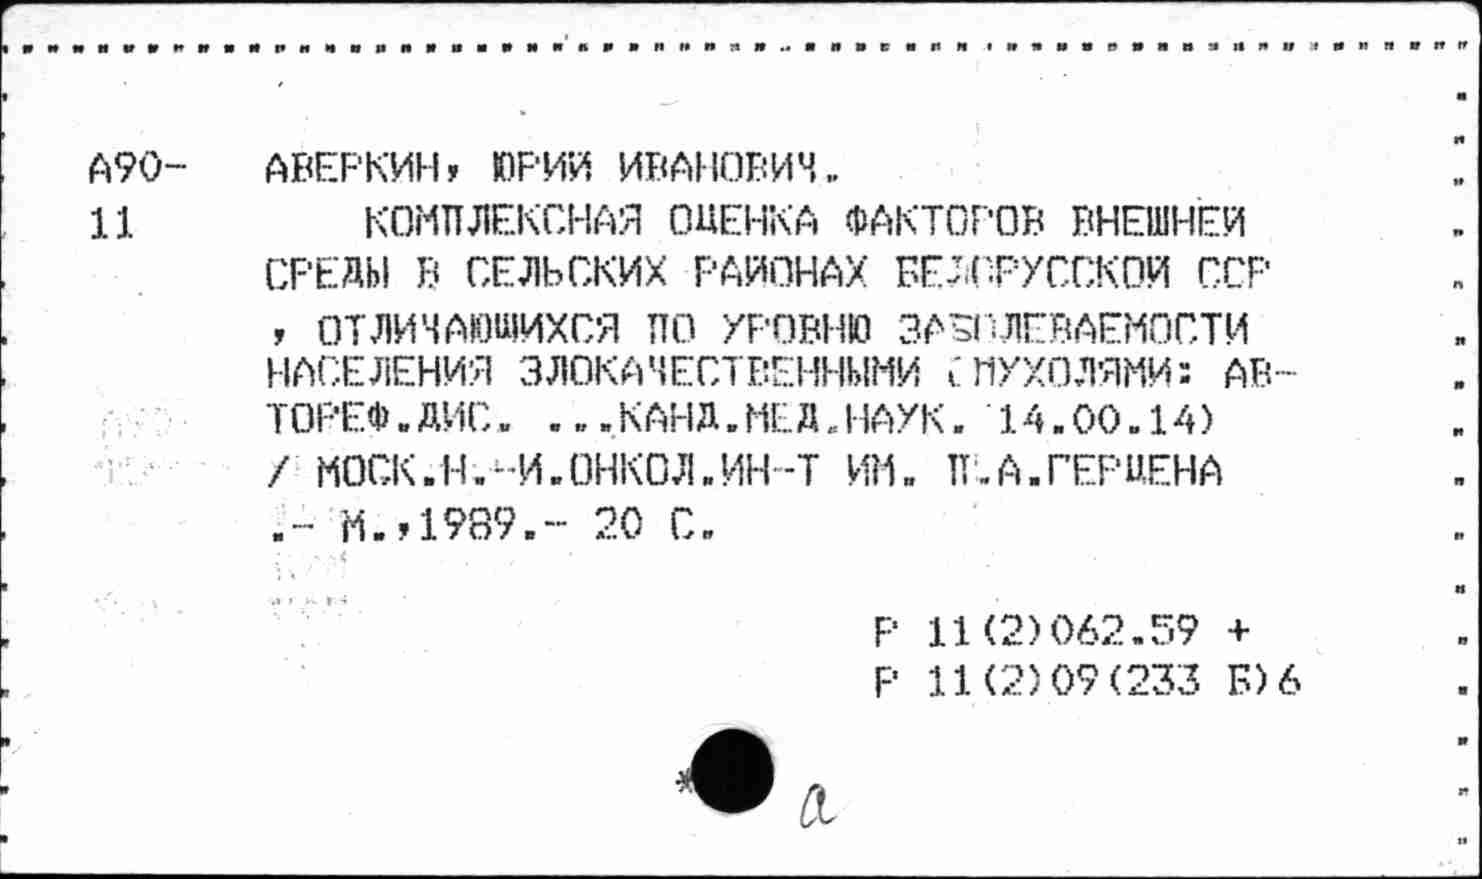 А90- АВЕРКИН, ЮРИЙ ИВАНОВИЧ.
11 КОМПЛЕКСНАЯ ОЦЕНКА ФАКТОРОВ ВНЕШНЕЙ
СРЕДЫ В СЕЛЬСКИХ РАЙОНАХ БЕЛОРУССКОЙ ССР
, ОТЛИЧАЮЩИХСЯ ПО УРОВНЮ ЗАБОЛЕВАЕМОСТИ
НАСЕЛЕНИЯ ЗЛОКАЧЕСТВЕННЫМИ ОПУХОЛЯМИ: АВ-
ТОРЕФ.ДИС. ...КАНД.МЕД.НАУК. 14.00.14)
/ МОСК.Н.-И.ОНКОЛ.ИН-Т ИМ. П.А.ГЕРЦЕНА
.- М.,1989.- 20 С.
Р 11(2)062.59 +
Р 11(2)09(233 Б)6
*
а